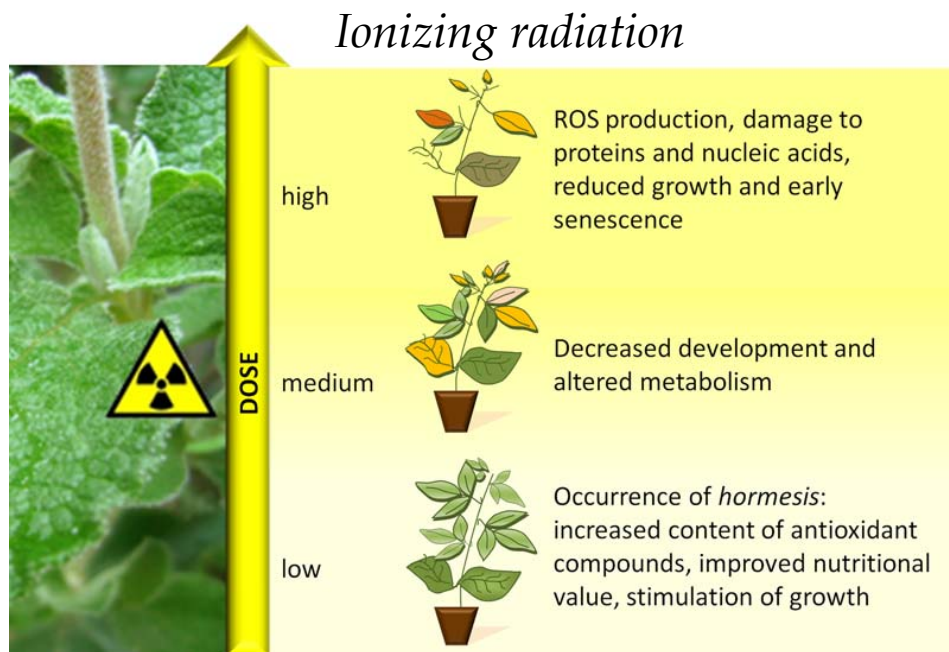 Ionizing radiation
high
ROS production, damage to
proteins and nucleic acids,
reduced growth and early
senescence
DOSE
medium
Decreased development and
altered metabolism
low
Occurrence of hormesis:
increased content of antioxidant
compounds, improved nutritional
value, stimulation of growth